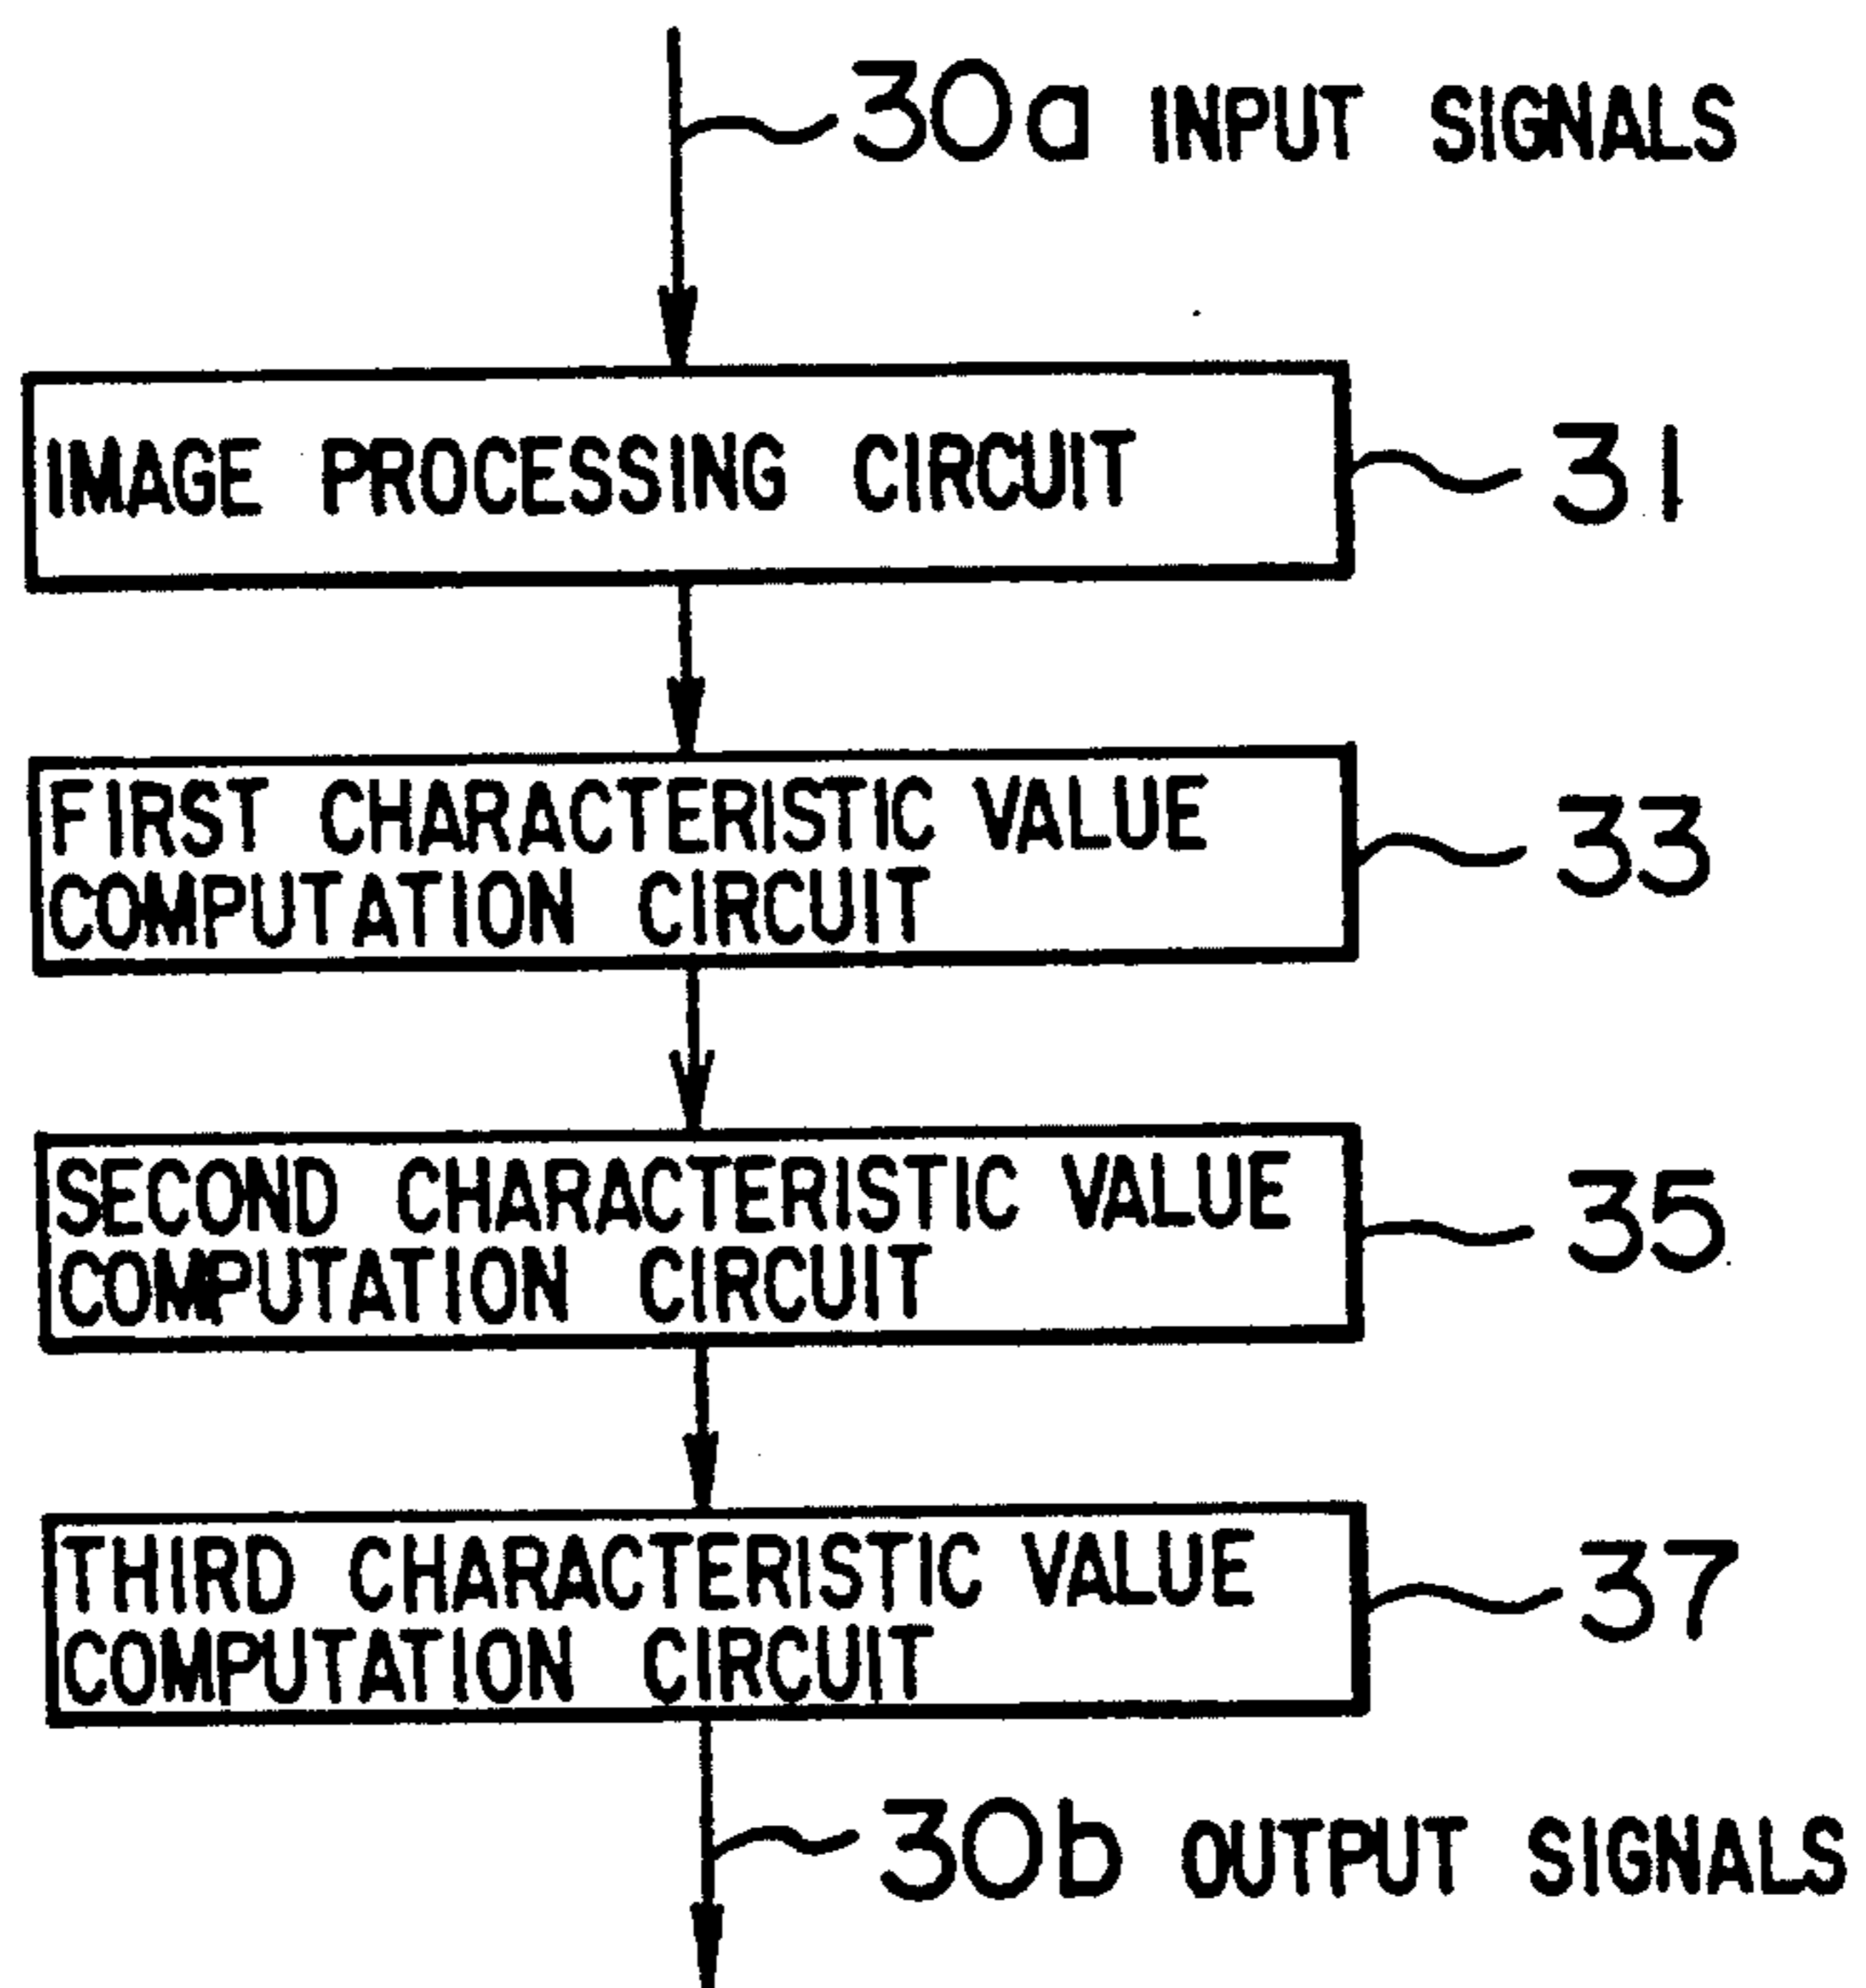 30a INPUT SIGNALS
IMAGE PROCESSING CIRCUIT
31
FIRST CHARACTERISTIC VALUE
COMPUTATION CIRCUIT
33
SECOND CHARACTERISTIC VALUE
COMPUTATION CIRCUIT
35
THIRD CHARACTERISTIC VALUE
COMPUTATION CIRCUIT
37
30b OUTPUT SIGNALS